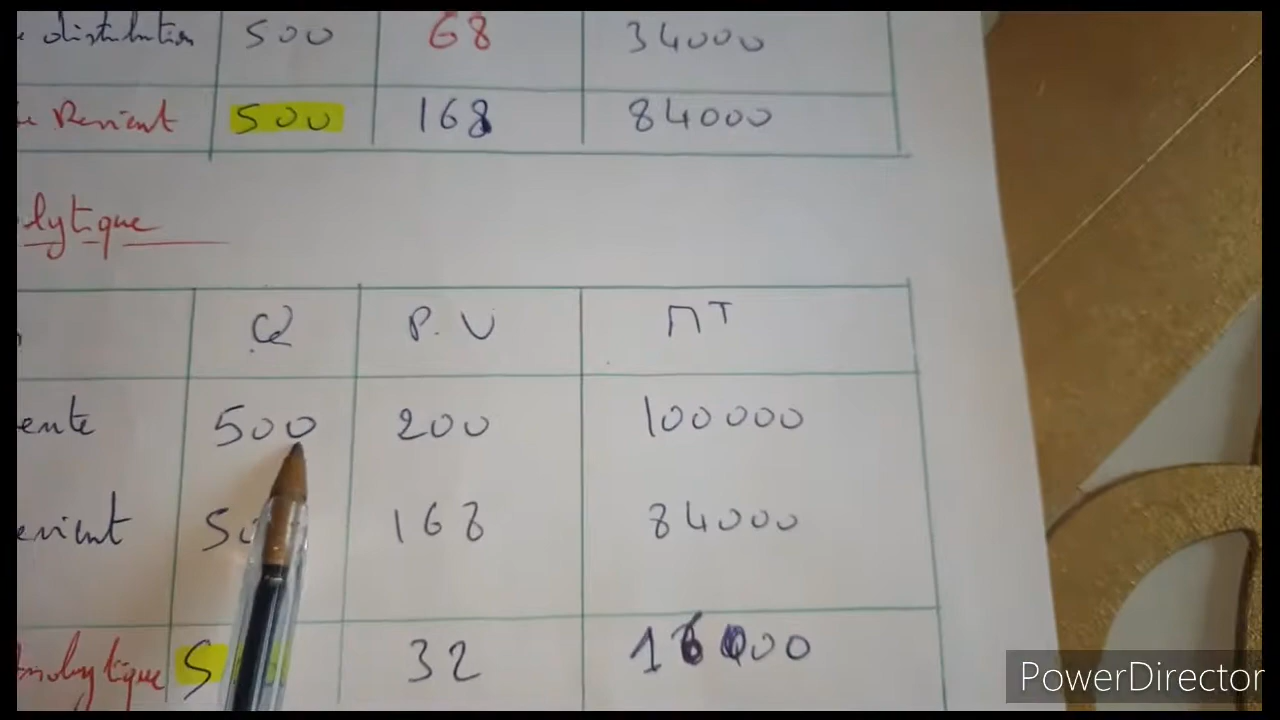 distribution 500 68 34000
Revient 500 168 84000
lytique
Q P.U MT
ente 500 200 100000
evient 168 84000
analytique 32 16000
PowerDirector